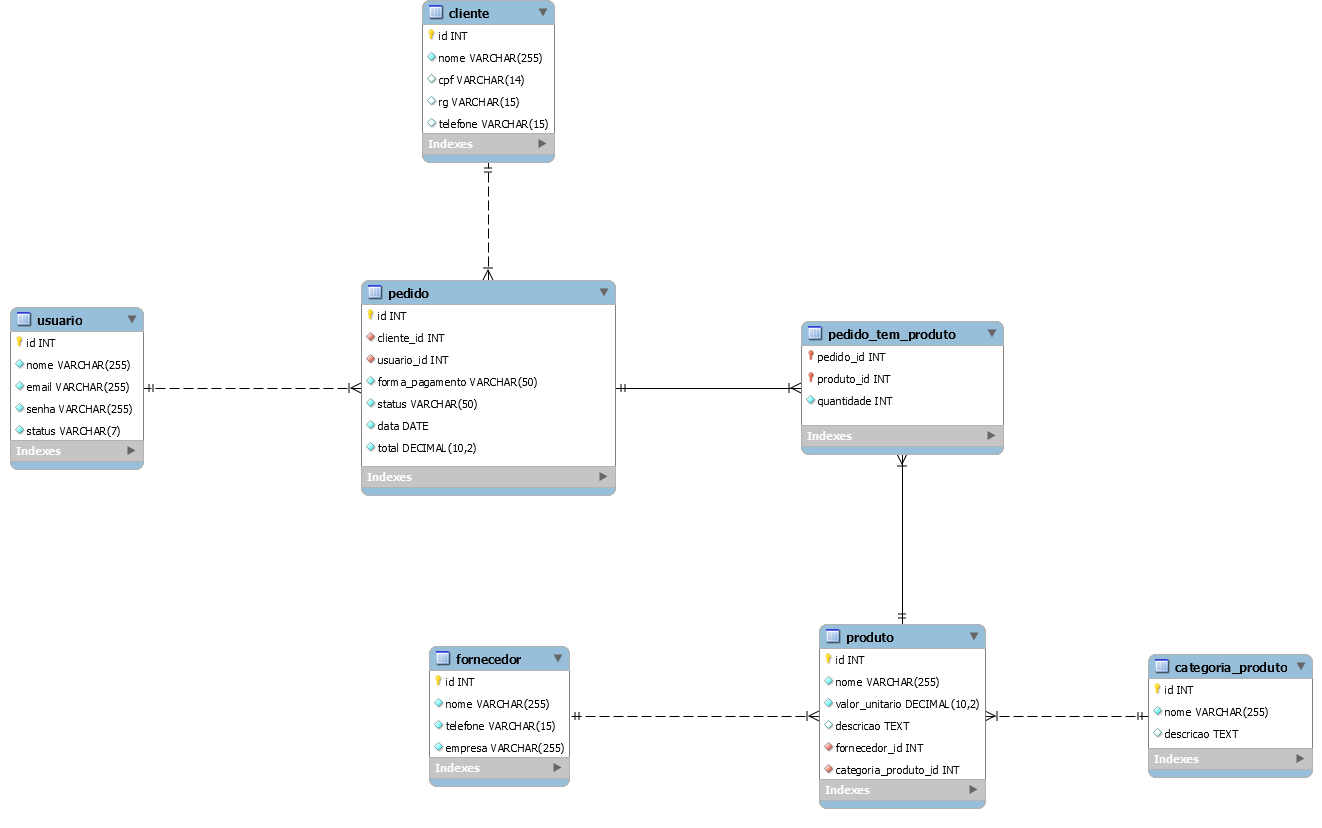 cliente
id INT
nome VARCHAR(255)
cpf VARCHAR(14)
rg VARCHAR(15)
telefone VARCHAR(15)
Indexes
usuario
id INT
nome VARCHAR(255)
email VARCHAR(255)
senha VARCHAR(255)
status VARCHAR(7)
Indexes
pedido
id INT
cliente_id INT
usuario_id INT
forma_pagamento VARCHAR(50)
status VARCHAR(50)
data DATE
total DECIMAL(10,2)
Indexes
pedido_tem_produto
pedido_id INT
produto_id INT
quantidade INT
Indexes
fornecedor
id INT
nome VARCHAR(255)
telefone VARCHAR(15)
empresa VARCHAR(255)
Indexes
produto
id INT
nome VARCHAR(255)
valor_unitario DECIMAL(10,2)
descricao TEXT
fornecedor_id INT
categoria_produto_id INT
Indexes
categoria_produto
id INT
nome VARCHAR(255)
descricao TEXT
Indexes